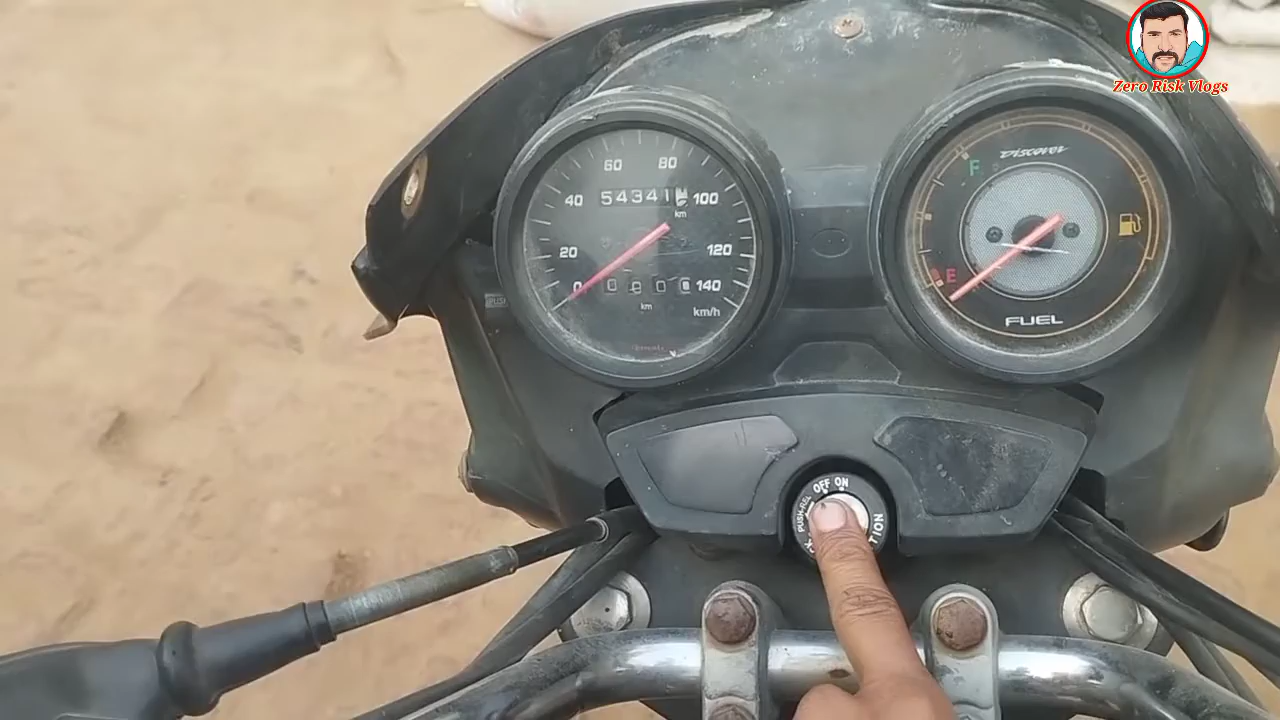 Zero Risk Vlogs
60 80
40 54341 100
km
20 120
0 140
km
km/h
Discover
F
E
FUEL
PUSH
OFF ON